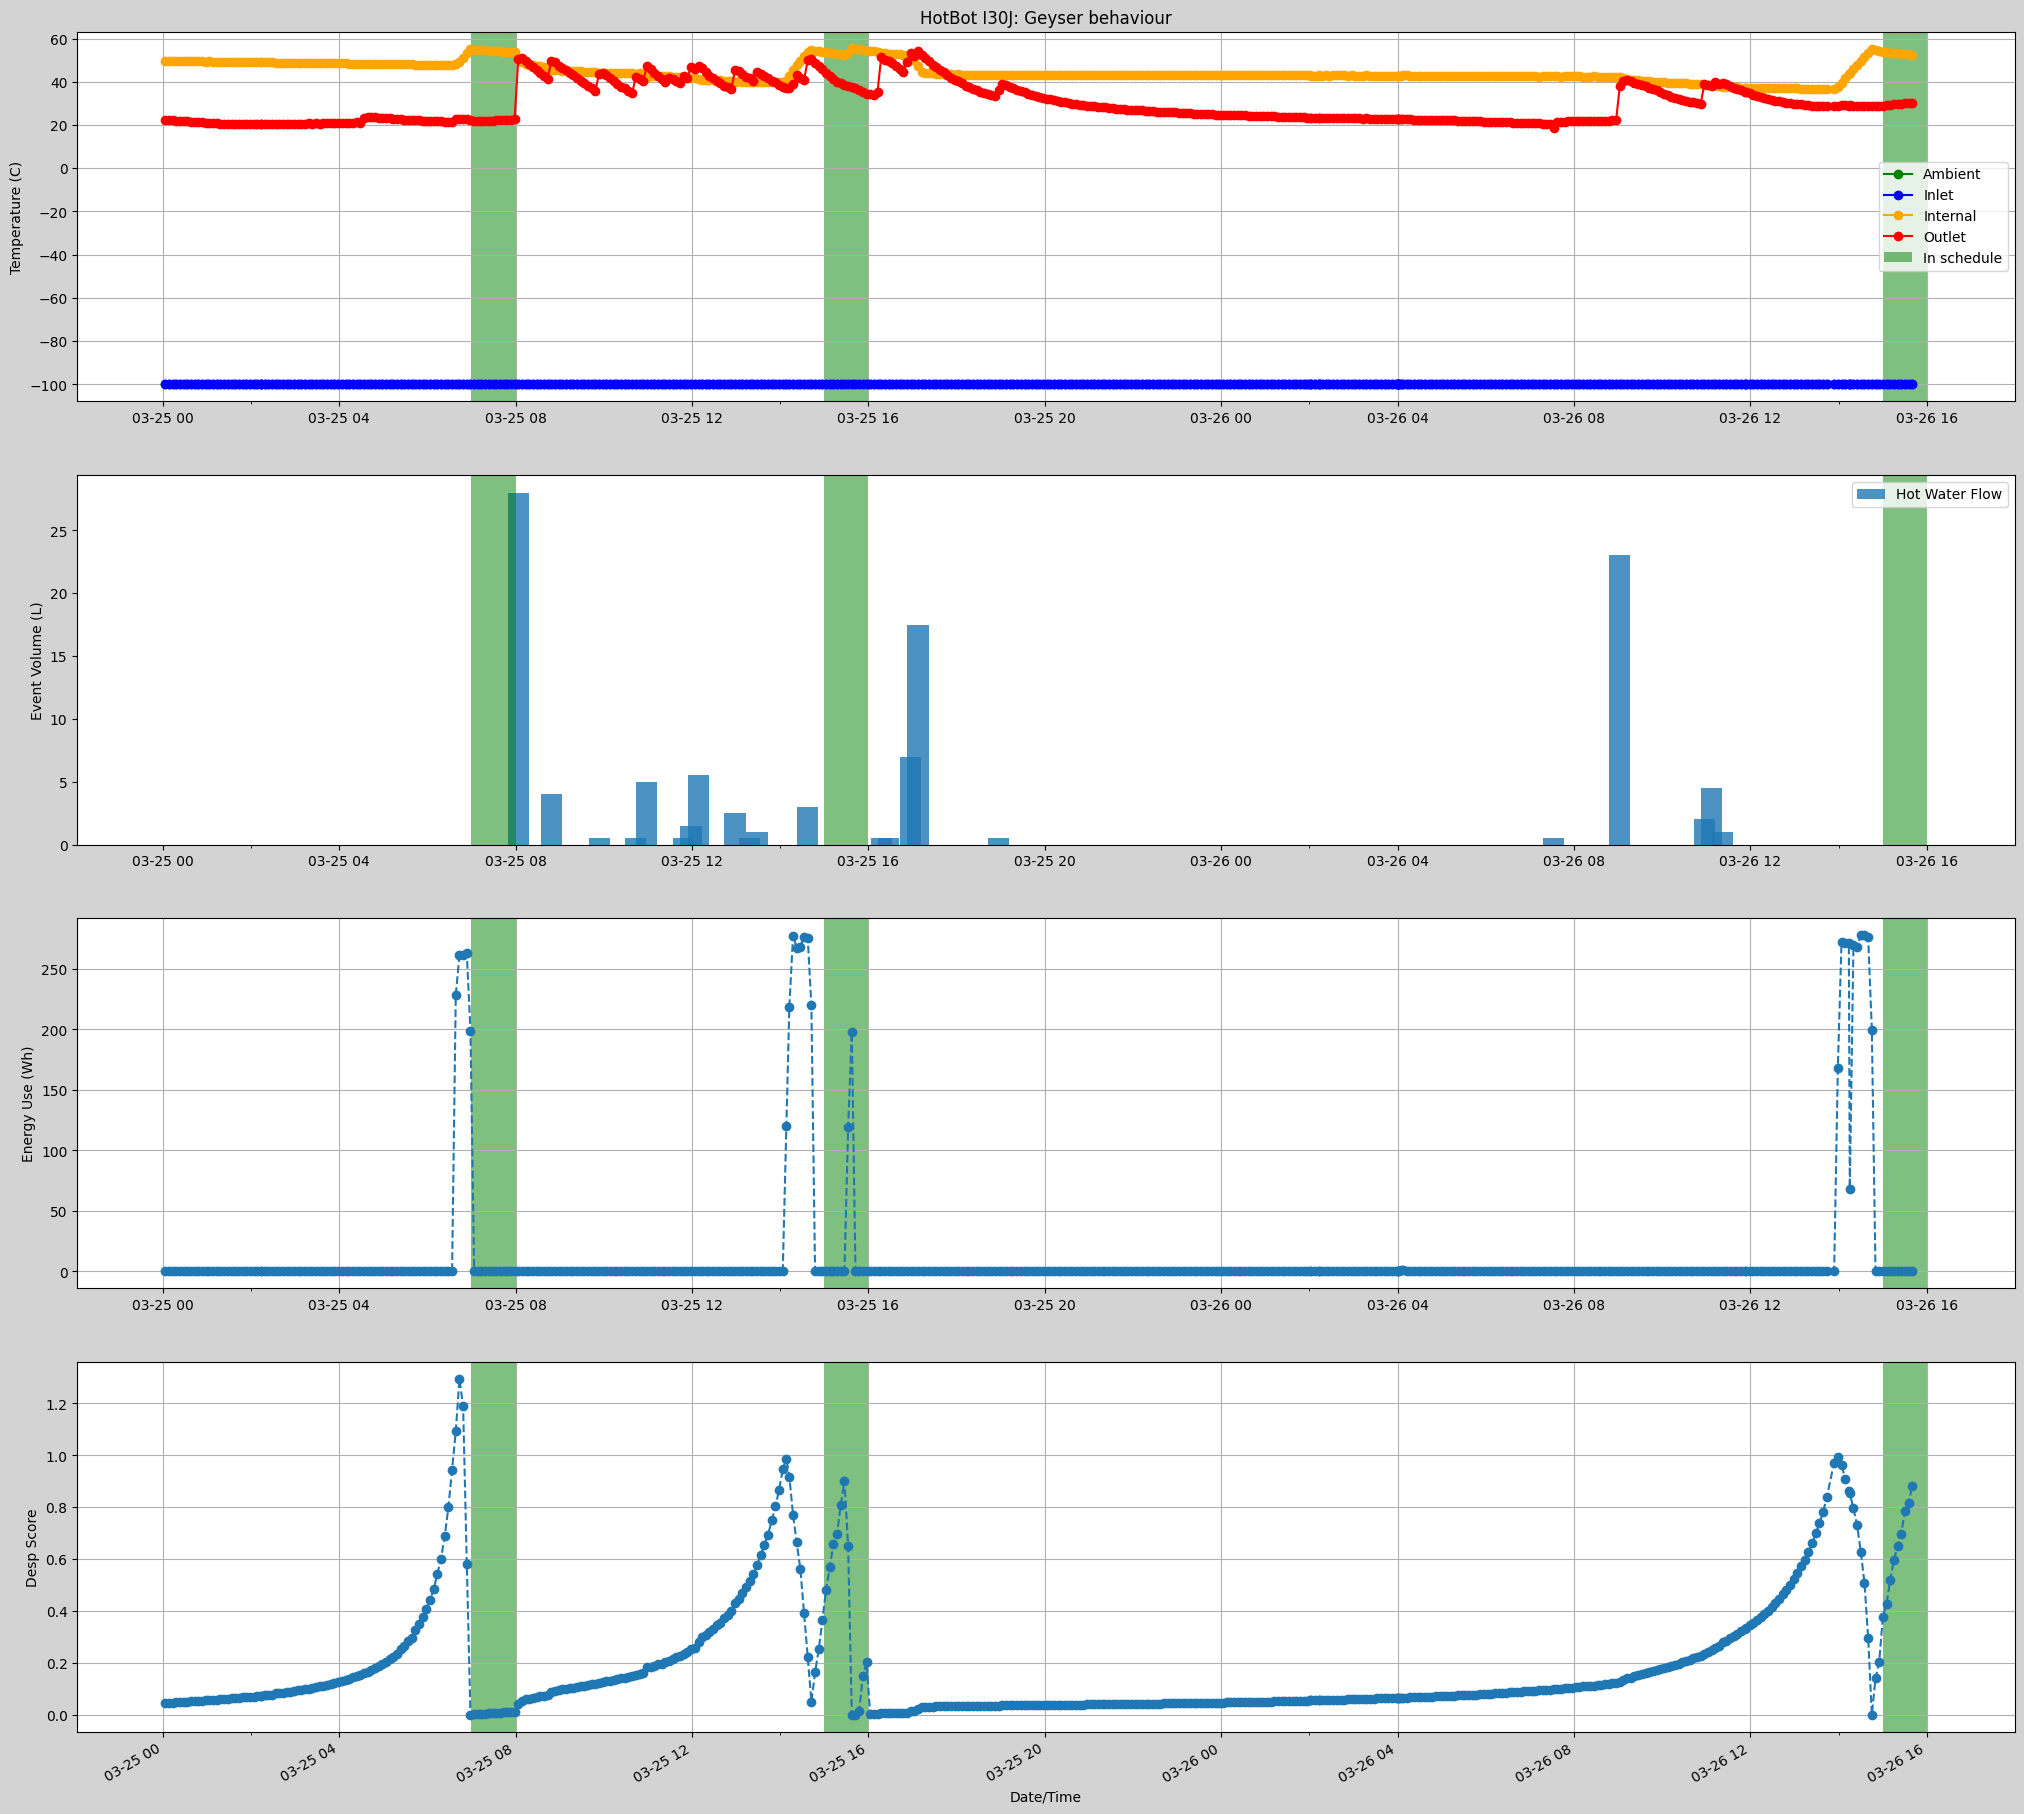 HotBot I30J: Geyser behaviour
Temperature (C)
60
40
20
0
−20
−40
−60
−80
−100
Ambient
Inlet
Internal
Outlet
In schedule
03-25 00 03-25 04 03-25 08 03-25 12 03-25 16 03-25 20 03-26 00 03-26 04 03-26 08 03-26 12 03-26 16
Event Volume (L)
25
20
15
10
5
0
Hot Water Flow
03-25 00 03-25 04 03-25 08 03-25 12 03-25 16 03-25 20 03-26 00 03-26 04 03-26 08 03-26 12 03-26 16
Energy Use (Wh)
250
200
150
100
50
0
03-25 00 03-25 04 03-25 08 03-25 12 03-25 16 03-25 20 03-26 00 03-26 04 03-26 08 03-26 12 03-26 16
Desp Score
1.2
1.0
0.8
0.6
0.4
0.2
0.0
03-25 00 03-25 04 03-25 08 03-25 12 03-25 16 03-25 20 03-26 00 03-26 04 03-26 08 03-26 12 03-26 16
Date/Time